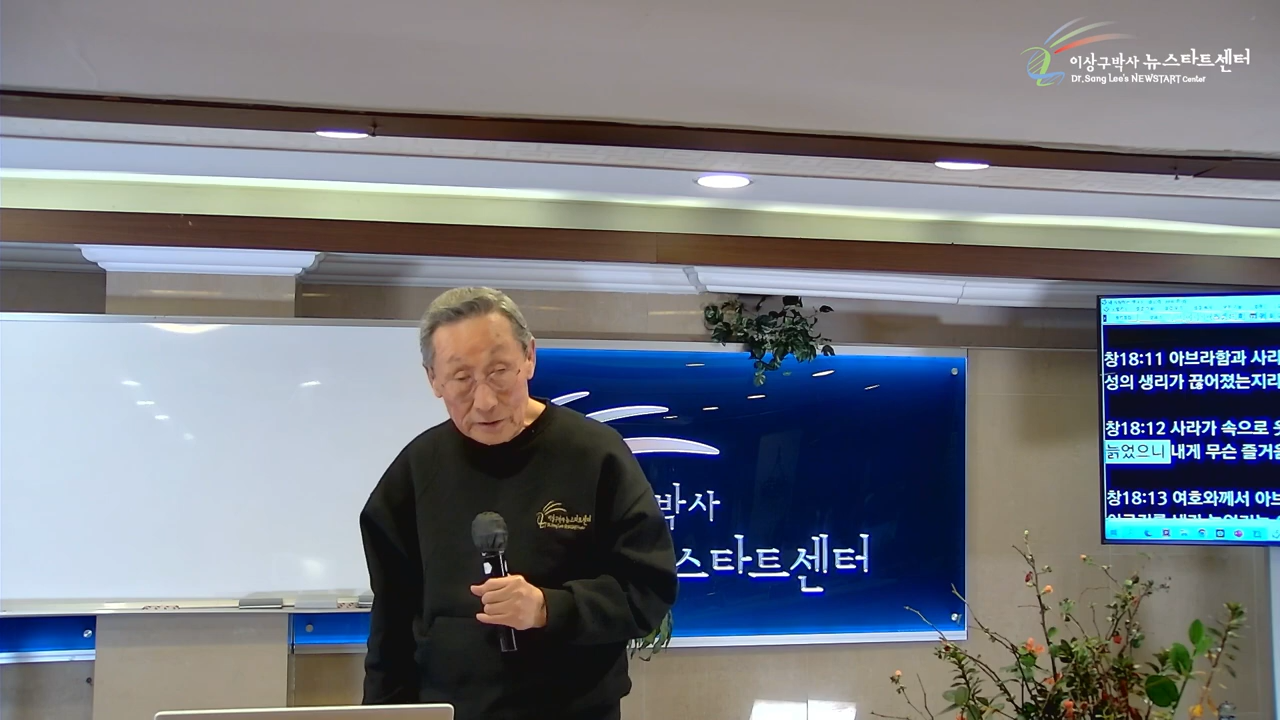 이상구박사 뉴스타트센터
Dr. Sang Lee's NEWSTART Center
박사
스타트센터
창18:11 아브라함과 사라
성의 생리가 끊어졌는지라
창18:12 사라가 속으로
늙었으니 내게 무슨 즐거움
창18:13 여호와께서 아브